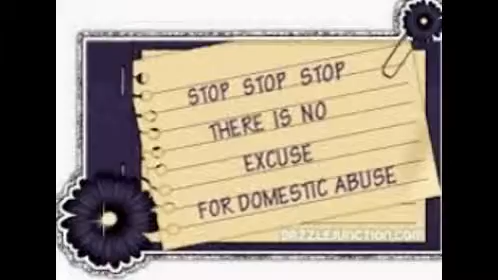 STOP STOP STOP
THERE IS NO
EXCUSE
FOR DOMESTIC ABUSE
DAZZLEJUNCTION.COM